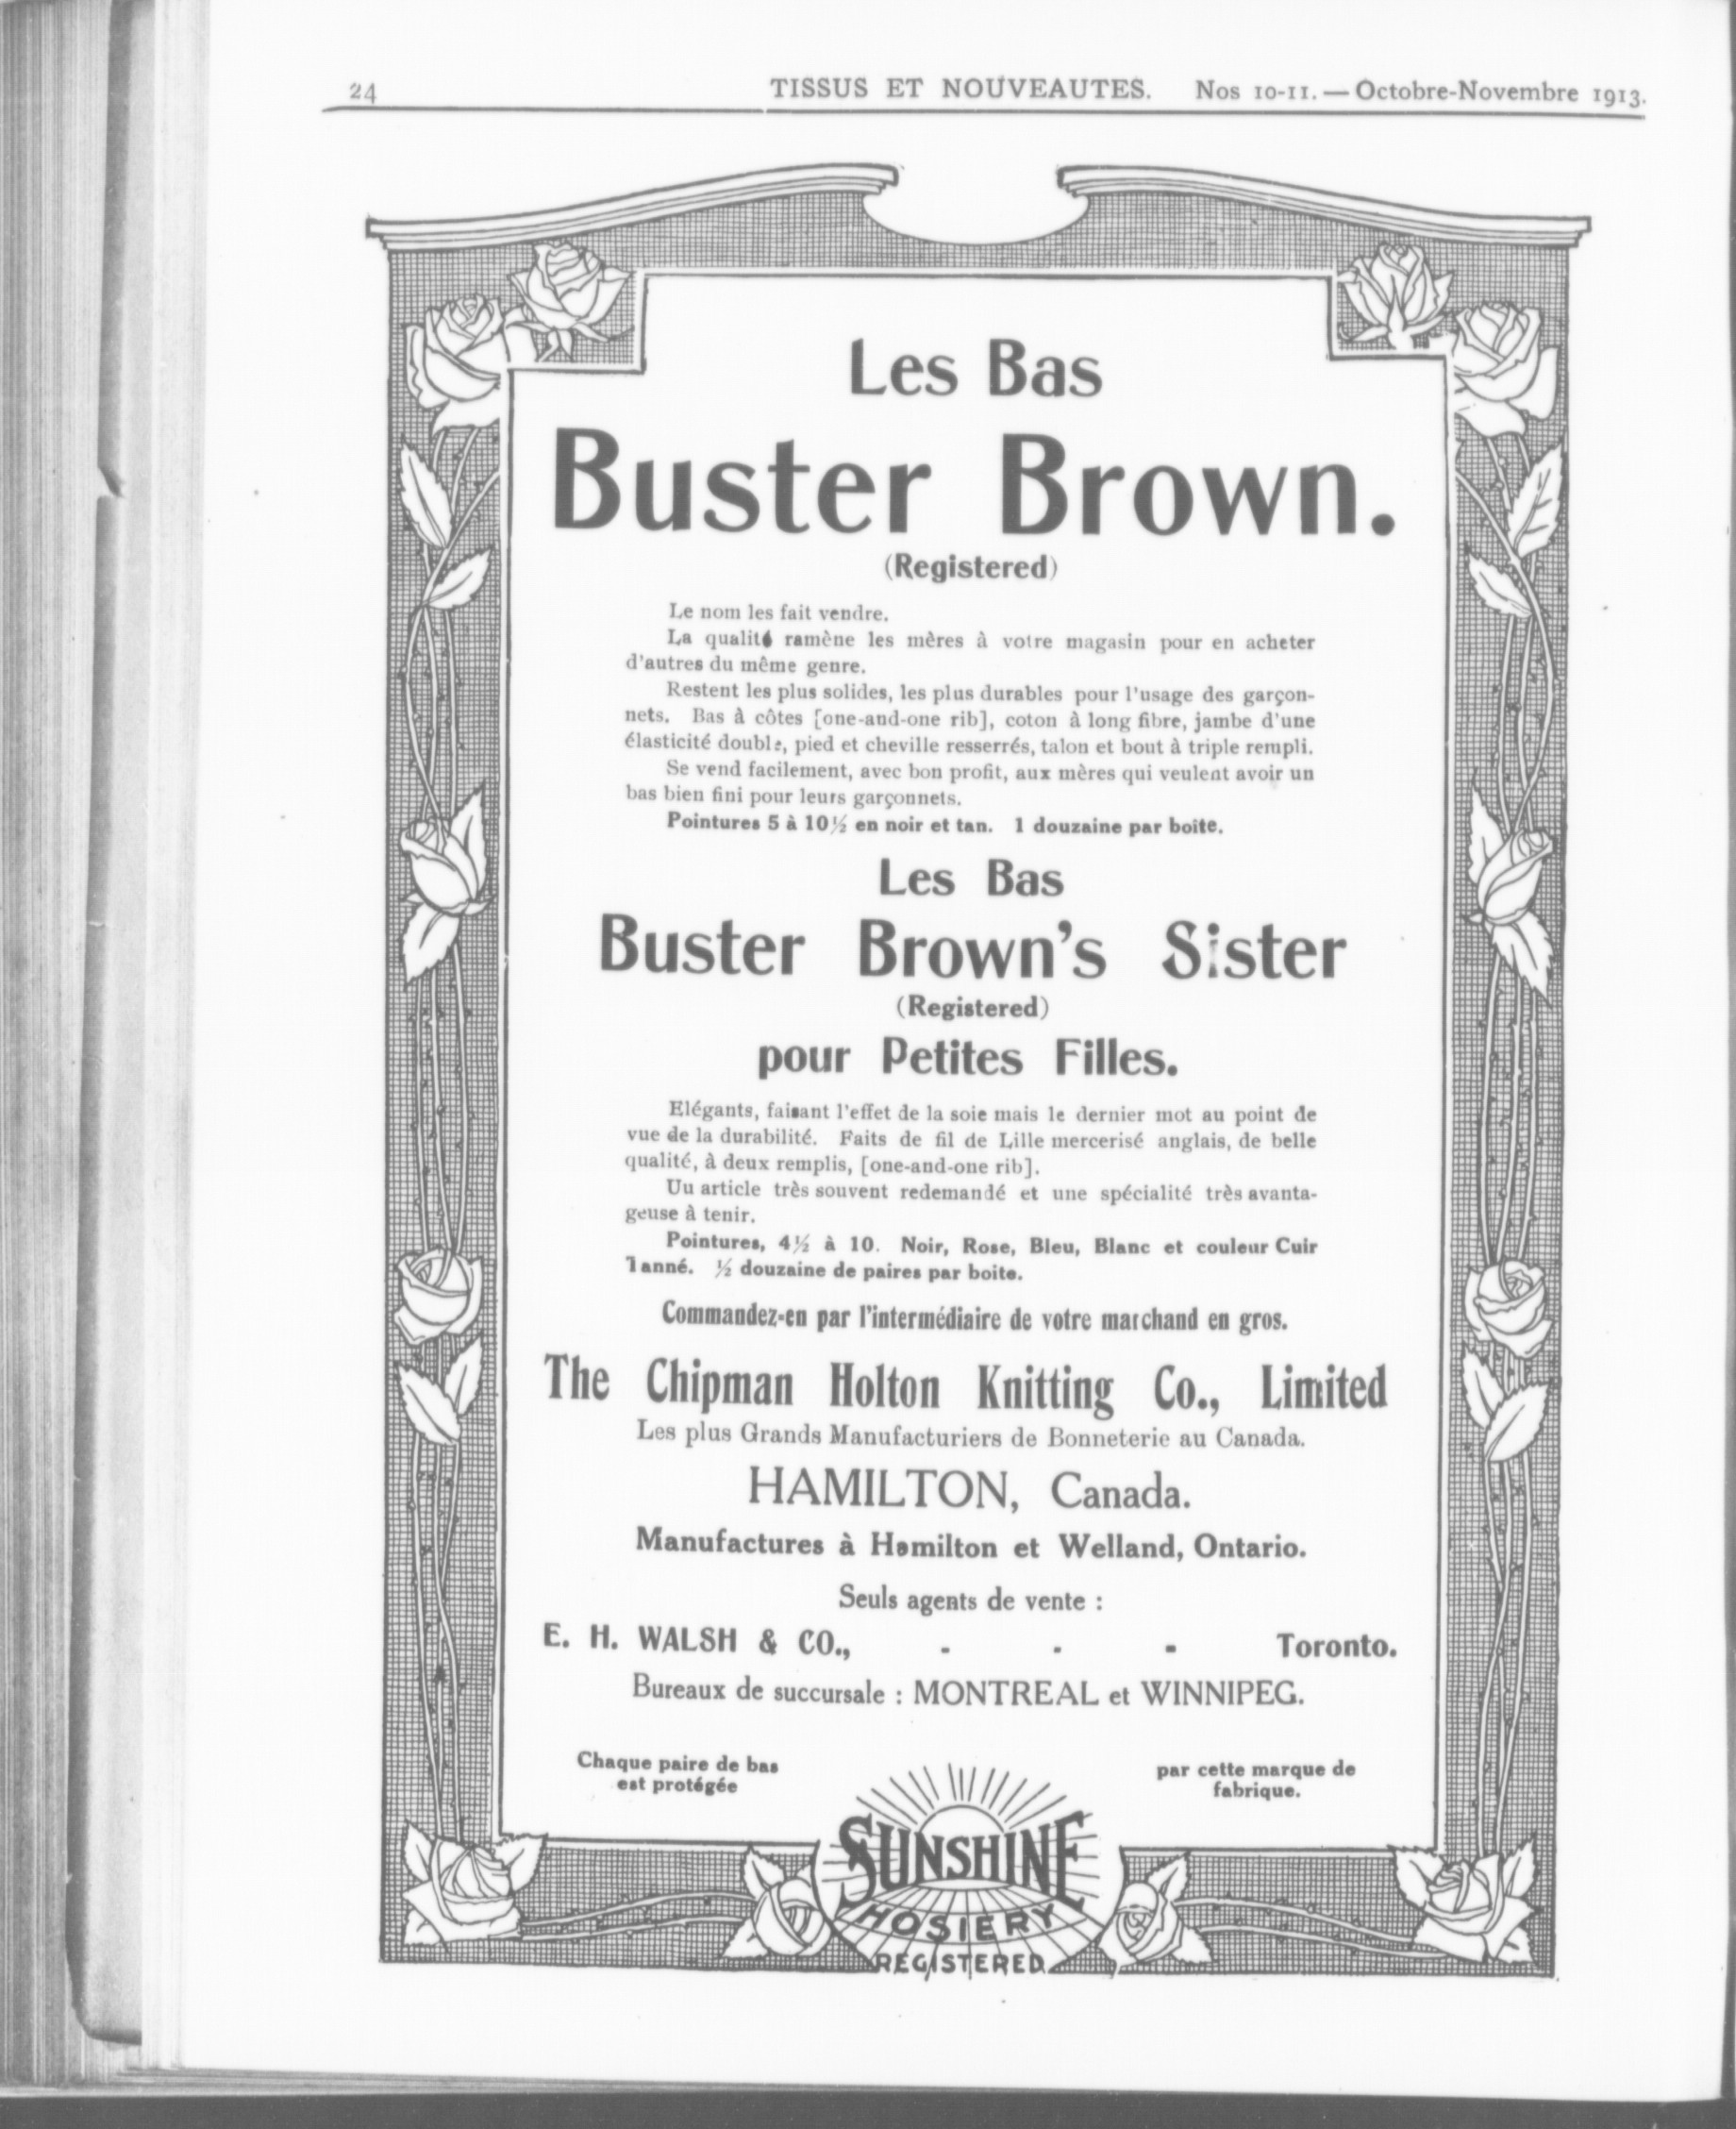 24 TISSUS ET NOUVEAUTES. Nos 10-11. — Octobre-Novembre 1913.
Les Bas
Buster Brown.
(Registered)
Le nom les fait vendre.
La qualité ramène les mères à votre magasin pour en acheter
d'autres du même genre.
Restent les plus solides, les plus durables pour l'usage des garçon-
nets. Bas à côtes [one-and-one rib], coton à long fibre, jambe d'une
élasticité double, pied et cheville resserrés, talon et bout à triple rempli.
Se vend facilement, avec bon profit, aux mères qui veulent avoir un
bas bien fini pour leurs garçonnets.
Pointures 5 à 10½ en noir et tan. 1 douzaine par boîte.
Les Bas
Buster Brown's Sister
(Registered)
pour Petites Filles.
Elégants, faisant l'effet de la soie mais le dernier mot au point de
vue de la durabilité. Faits de fil de Lille mercerisé anglais, de belle
qualité, à deux remplis, [one-and-one rib].
Uu article très souvent redemandé et une spécialité très avanta-
geuse à tenir.
Pointures, 4½ à 10. Noir, Rose, Bleu, Blanc et couleur Cuir
Tanné. ½ douzaine de paires par boite.
Commandez-en par l'intermédiaire de votre marchand en gros.
The Chipman Holton Knitting Co., Limited
Les plus Grands Manufacturiers de Bonneterie au Canada.
HAMILTON, Canada.
Manufactures à Hamilton et Welland, Ontario.
Seuls agents de vente :
E. H. WALSH & CO., - - - Toronto.
Bureaux de succursale : MONTREAL et WINNIPEG.
Chaque paire de bas
est protégée
par cette marque de
fabrique.
SUNSHINE
HOSIERY
REGISTERED